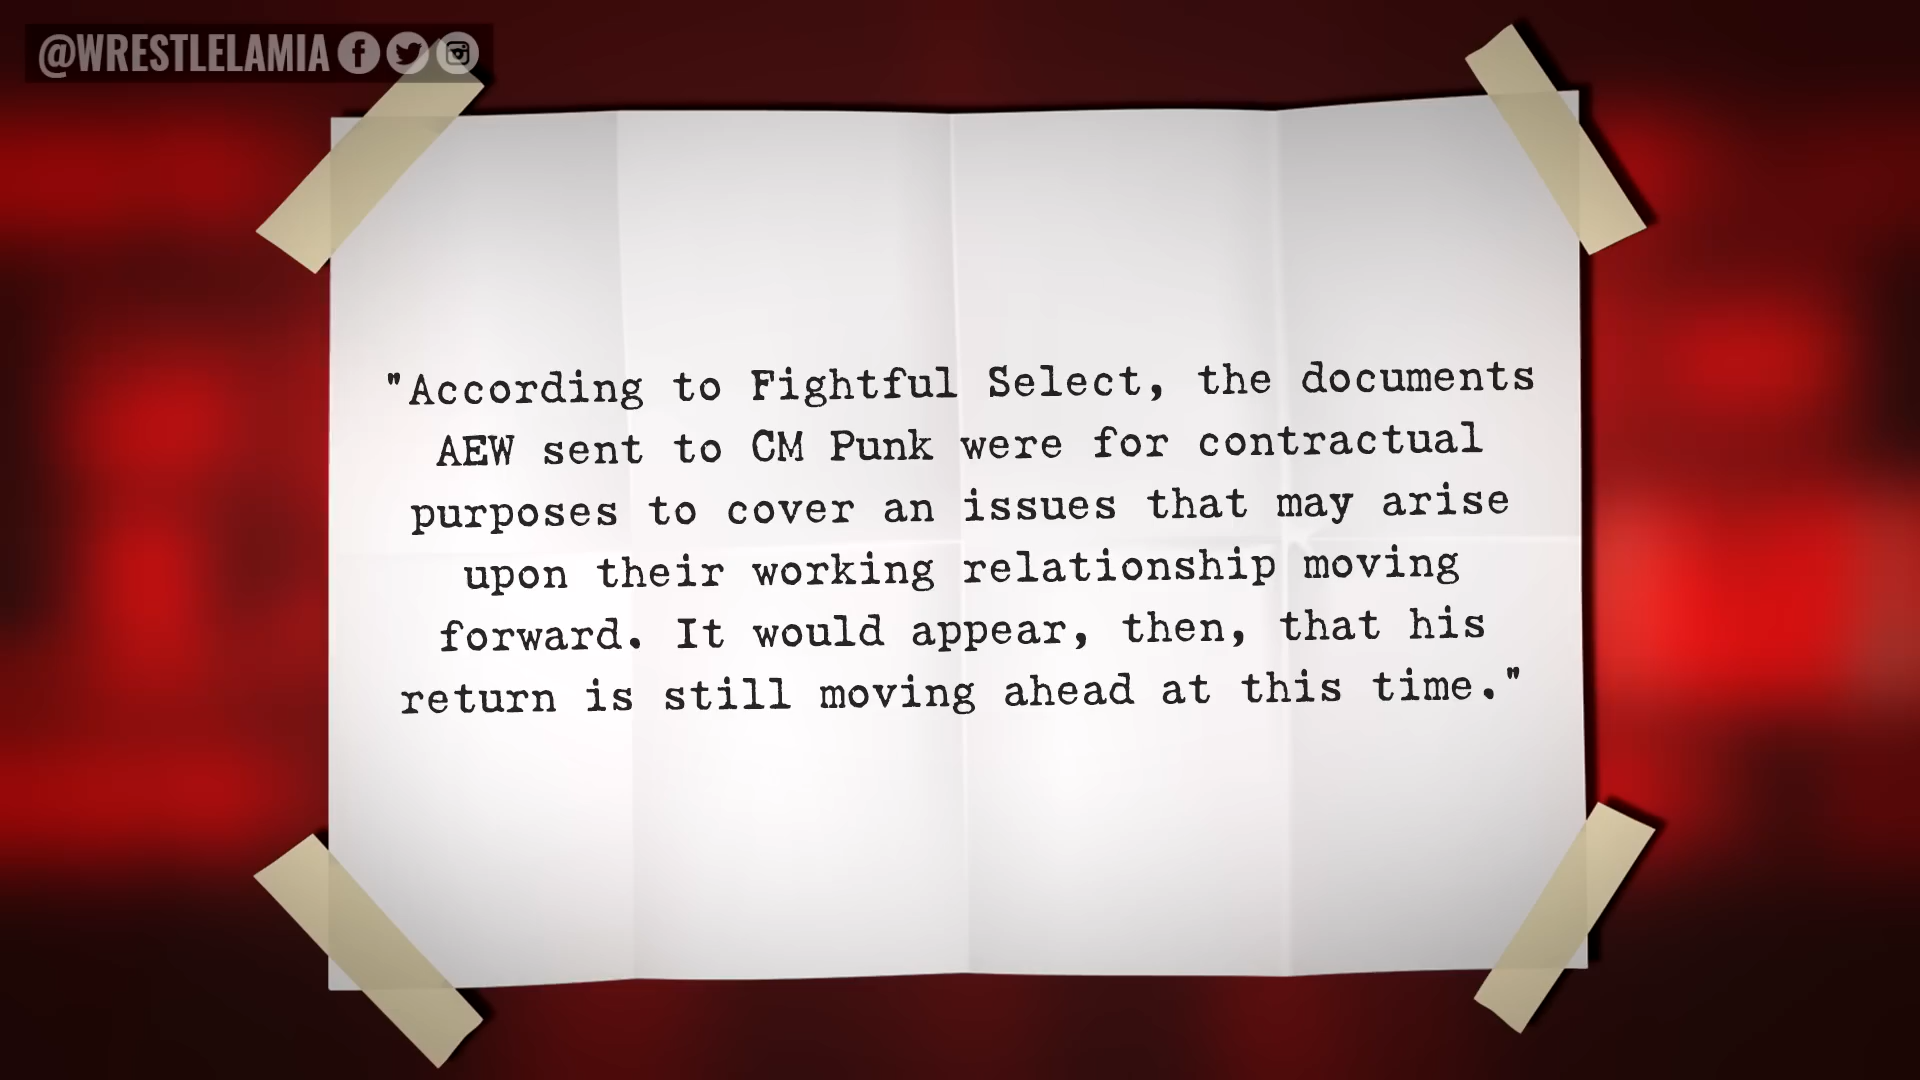 @WRESTLELAMIA
"According to Fightful Select, the documents
AEW sent to CM Punk were for contractual
purposes to cover an issues that may arise
upon their working relationship moving
forward. It would appear, then, that his
return is still moving ahead at this time."